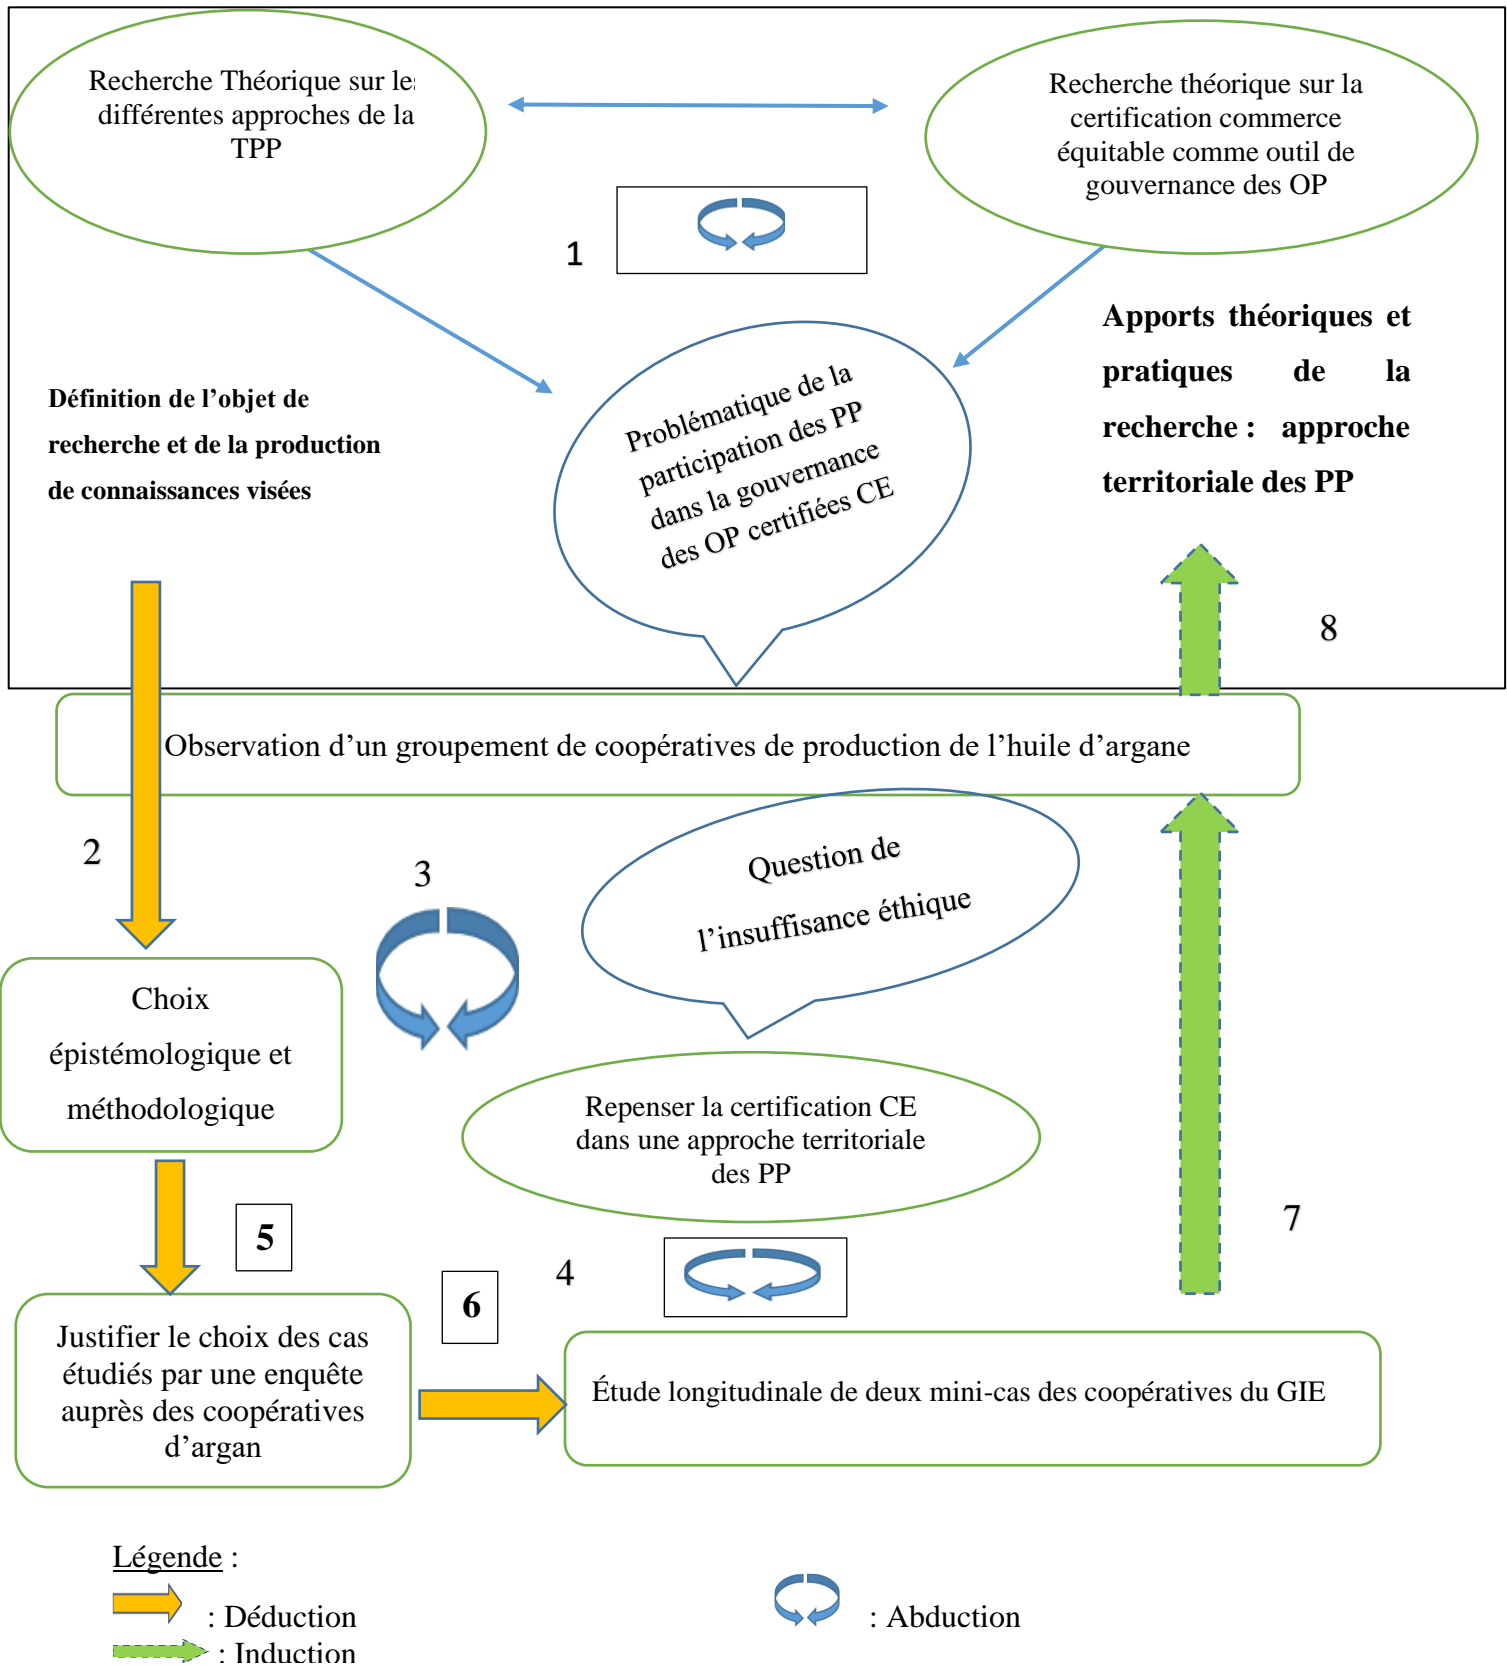 Recherche Théorique sur les
différentes approches de la
TPP
Recherche théorique sur la
certification commerce
équitable comme outil de
gouvernance des OP
1
Problématique de la
participation des PP
dans la gouvernance
des OP certifiées CE
Définition de l’objet de
recherche et de la production
de connaissances visées
Apports théoriques et
pratiques de la
recherche : approche
territoriale des PP
8
Observation d’un groupement de coopératives de production de l’huile d’argane
2
3
Question de
l’insuffisance éthique
Choix
épistémologique et
méthodologique
Repenser la certification CE
dans une approche territoriale
des PP
5
7
4
6
Justifier le choix des cas
étudiés par une enquête
auprès des coopératives
d’argan
Étude longitudinale de deux mini-cas des coopératives du GIE
Légende :
: Déduction
: Abduction
: Induction